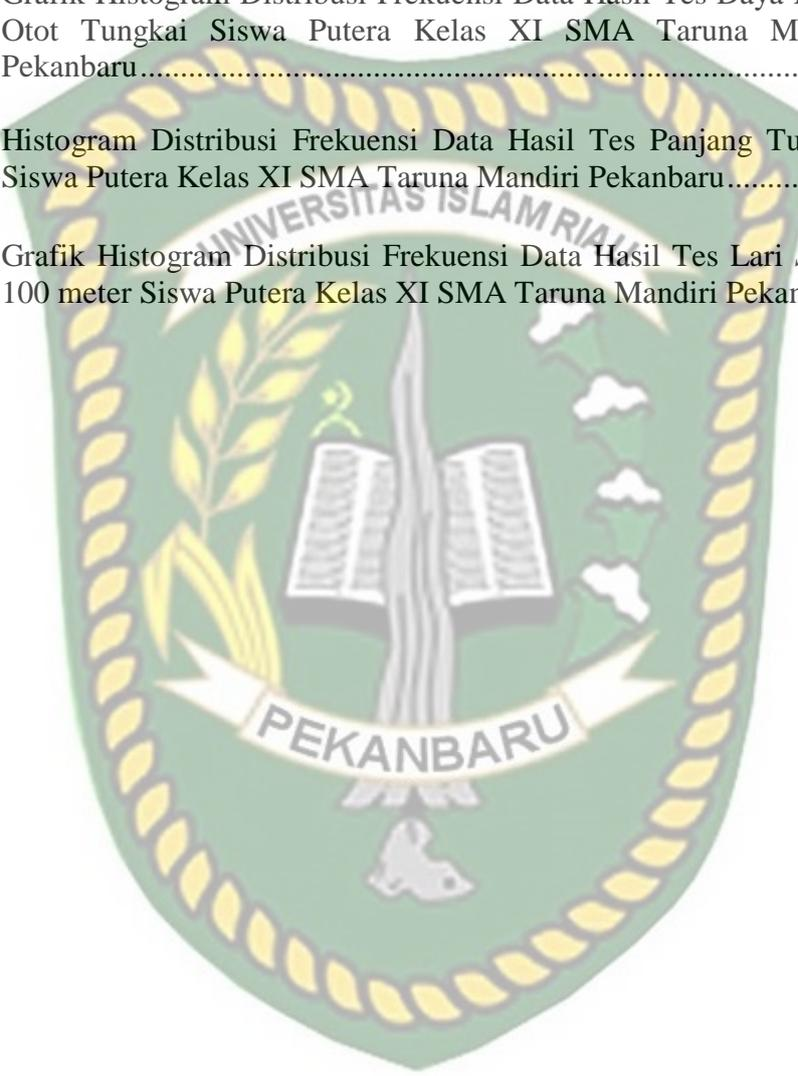 Grafik Histogram Distribusi Frekuensi Data Hasil Tes Daya
Otot Tungkai Siswa Putera Kelas XI SMA Taruna
Pekanbaru...........................................................................
Histogram Distribusi Frekuensi Data Hasil Tes Panjang
Siswa Putera Kelas XI SMA Taruna Mandiri Pekanbaru.........
Grafik Histogram Distribusi Frekuensi Data Hasil Tes Lari
100 meter Siswa Putera Kelas XI SMA Taruna Mandiri
UNIVERSITAS ISLAM RIAU
PEKANBARU